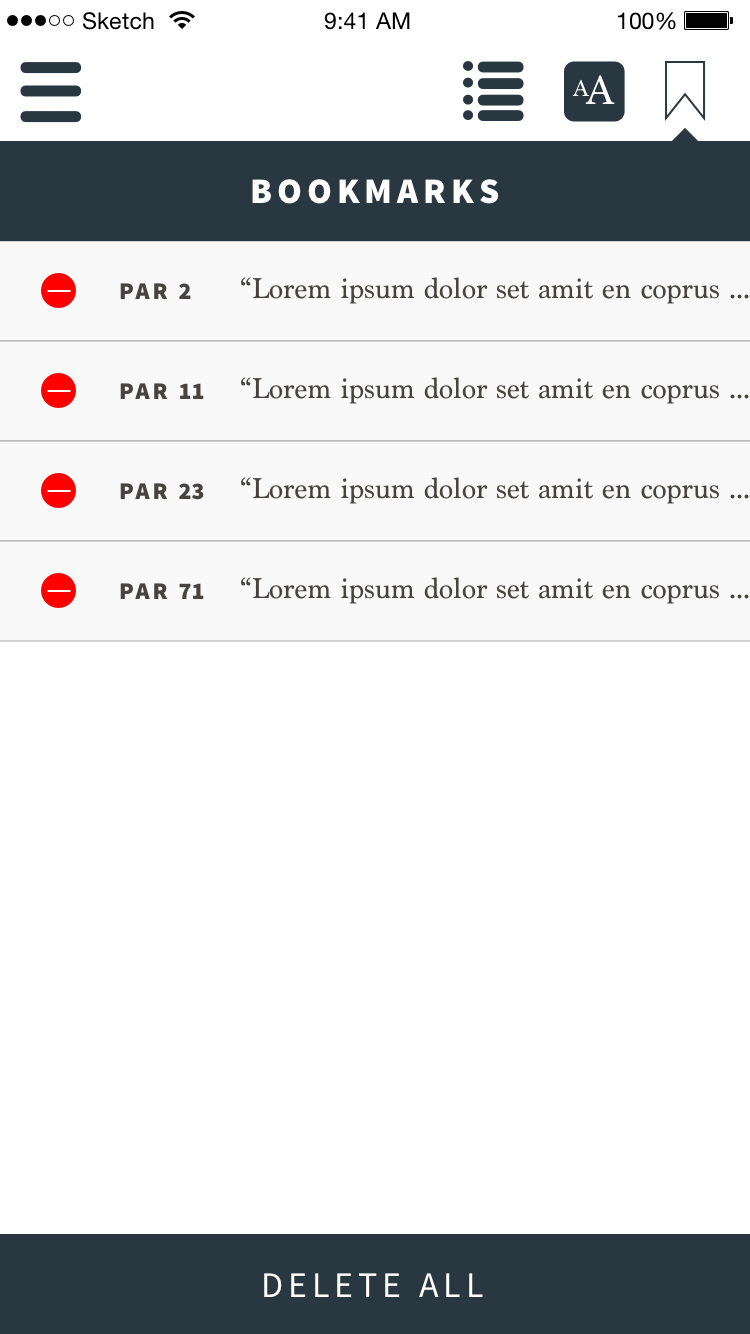 Sketch 9:41 AM 100%
AA
BOOKMARKS
PAR 2 “Lorem ipsum dolor set amit en coprus ...
PAR 11 “Lorem ipsum dolor set amit en coprus ...
PAR 23 “Lorem ipsum dolor set amit en coprus ...
PAR 71 “Lorem ipsum dolor set amit en coprus ...
DELETE ALL